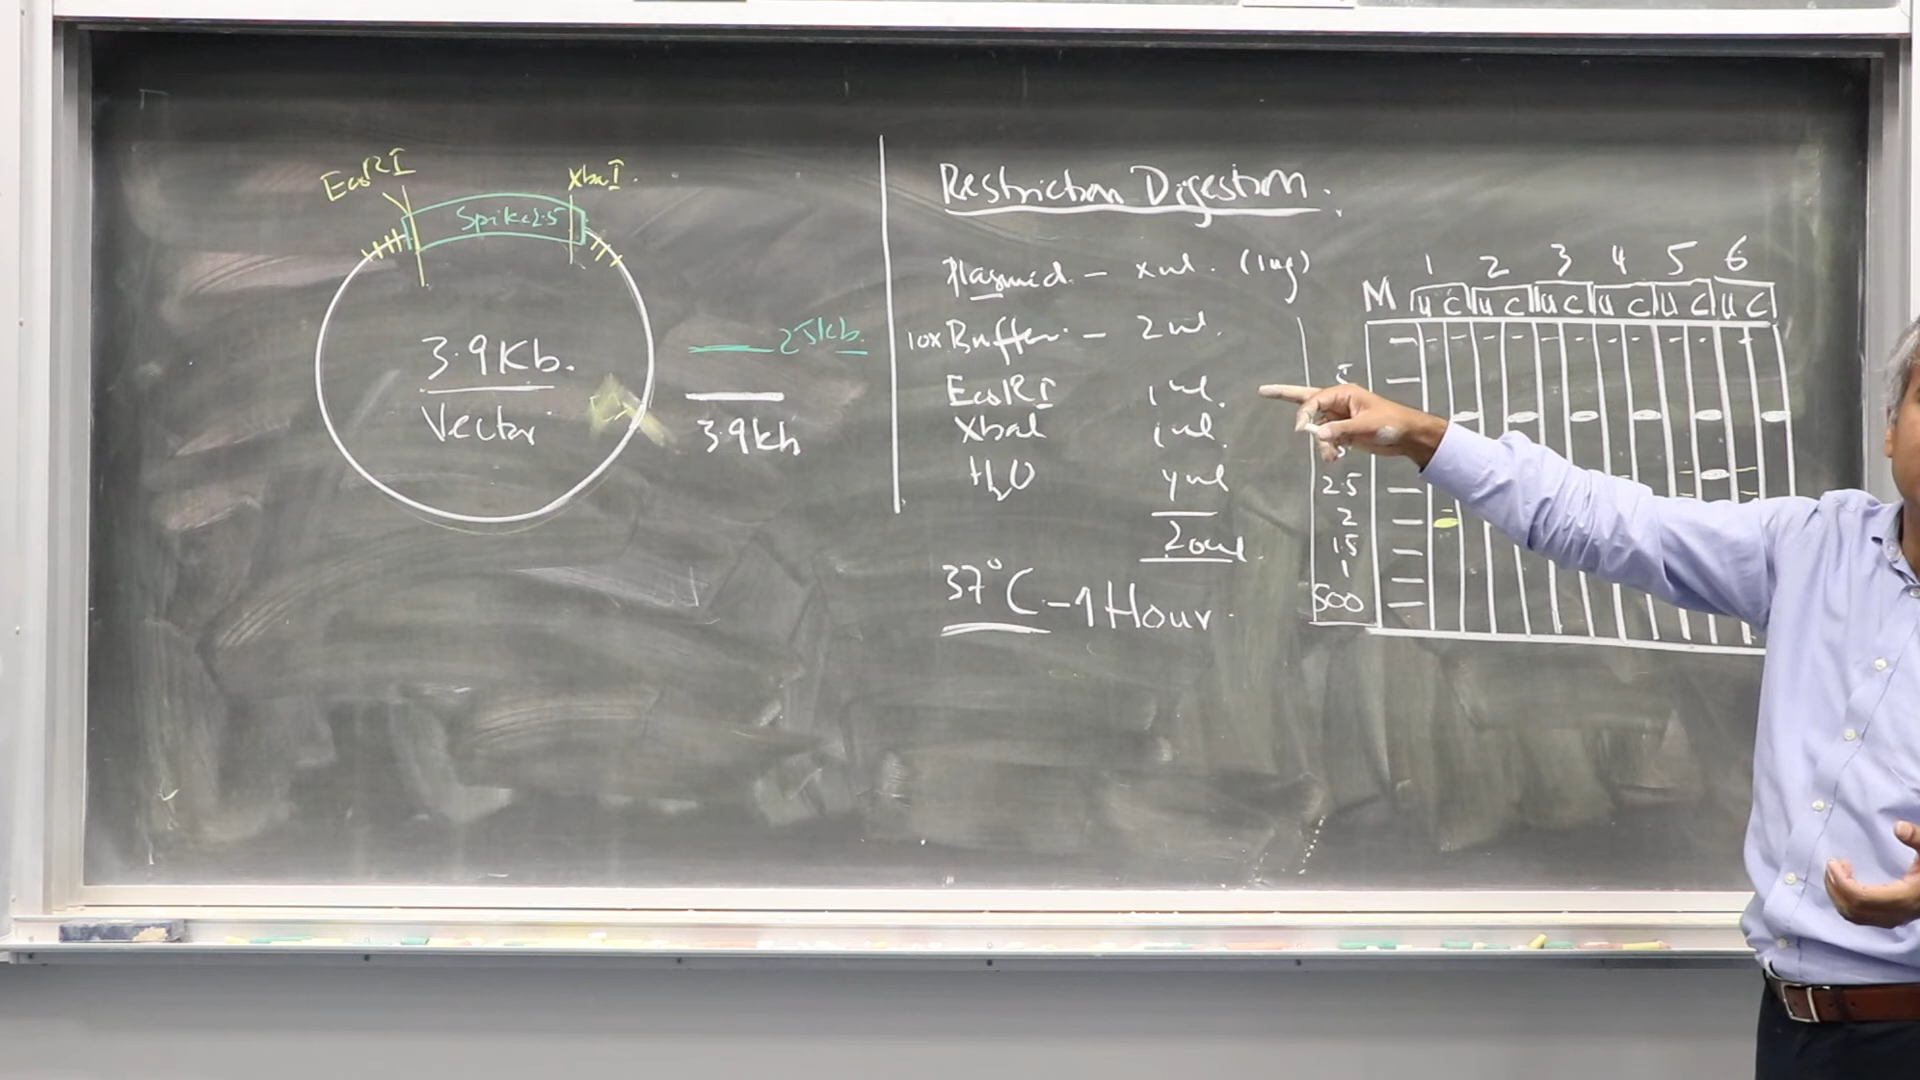 EcoRI
XbaI.
Spike2.5
3.9Kb.
Vector
2.5kb.
3.9kb
Restriction Digestion.
Plasmid - xul. (1ug)
10x Buffer - 2ul.
EcoRI 1ul.
XbaI 1ul.
H2O yul
20ul.
37°C - 1 Hour.
1 2 3 4 5 6
M U C U C U C U C U C U C
2.5
2
1.5
1
500